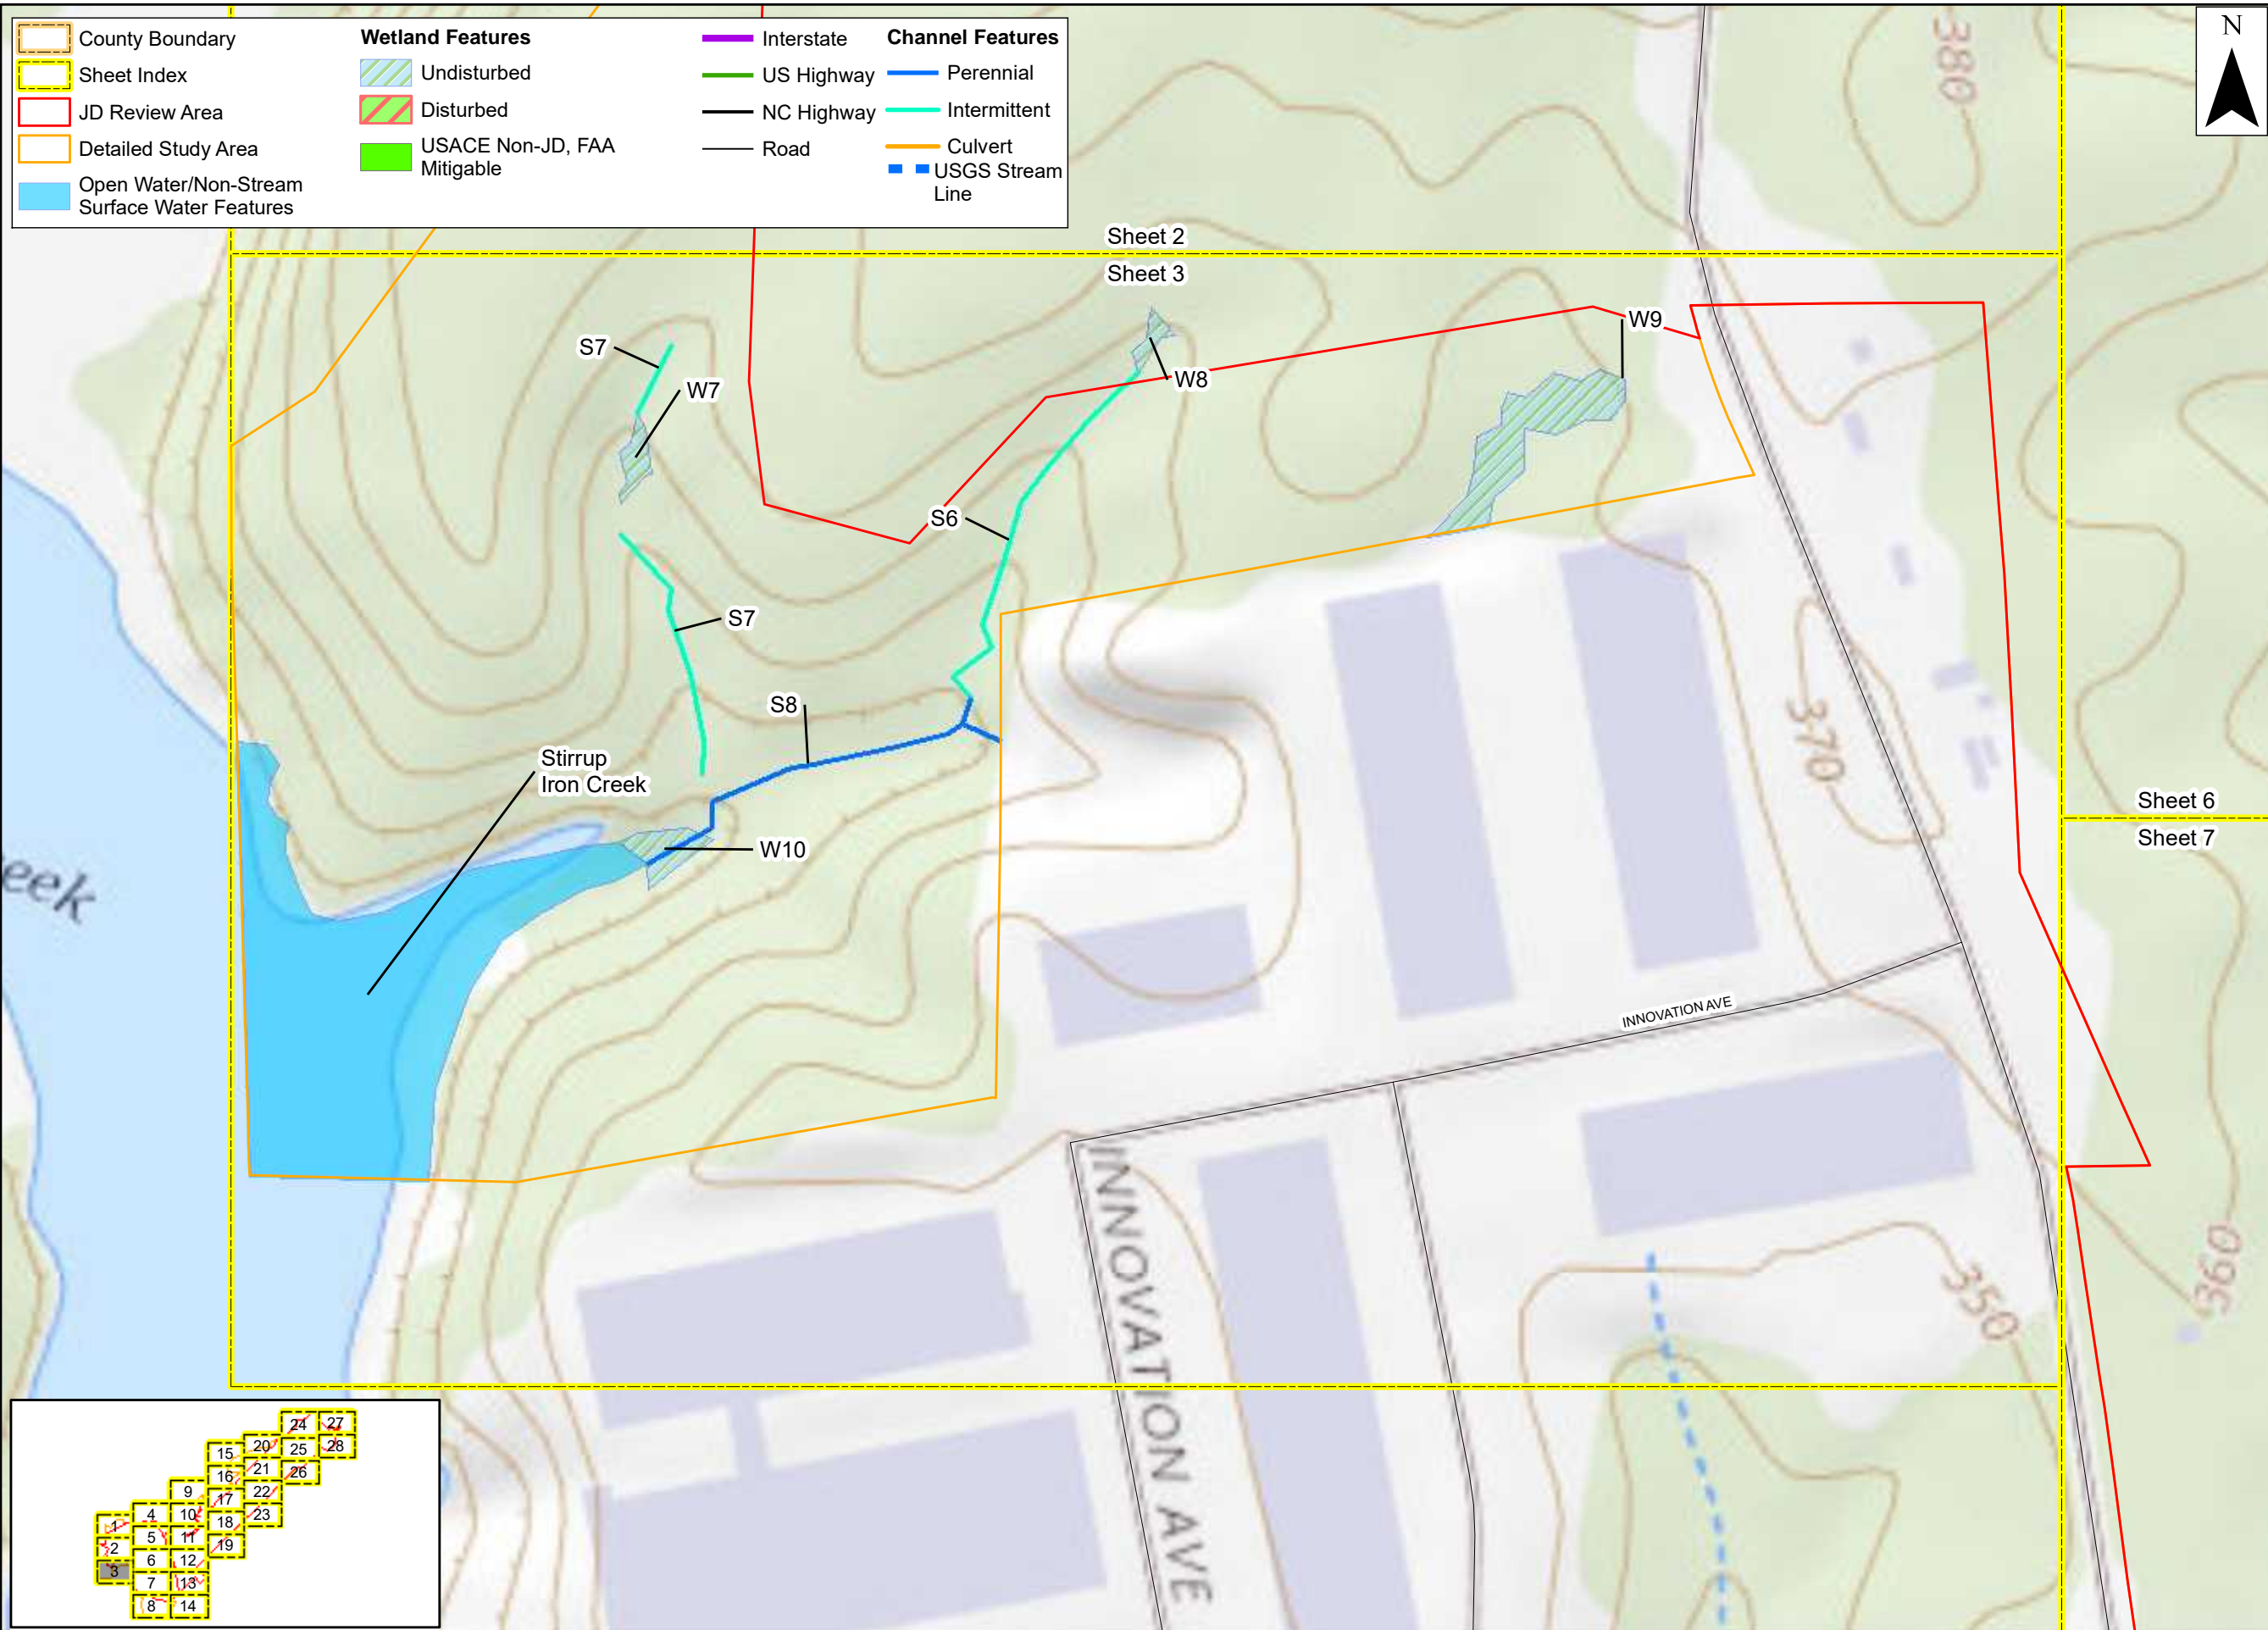 County Boundary
Sheet Index
JD Review Area
Detailed Study Area
Open Water/Non-Stream
Surface Water Features
Wetland Features
Undisturbed
Disturbed
USACE Non-JD, FAA
Mitigable
Interstate
US Highway
NC Highway
Road
Channel Features
Perennial
Intermittent
Culvert
USGS Stream
Line
N
380
Sheet 2
Sheet 3
S7
W7
W8
W9
S6
S7
S8
Stirrup
Iron Creek
W10
eek
370
Sheet 6
Sheet 7
INNOVATION AVE
INNOVATION AVE
350
360
24
27
15
20
25
28
16
21
26
9
17
22
4
10
18
23
1
5
11
19
2
6
12
3
7
13
8
14